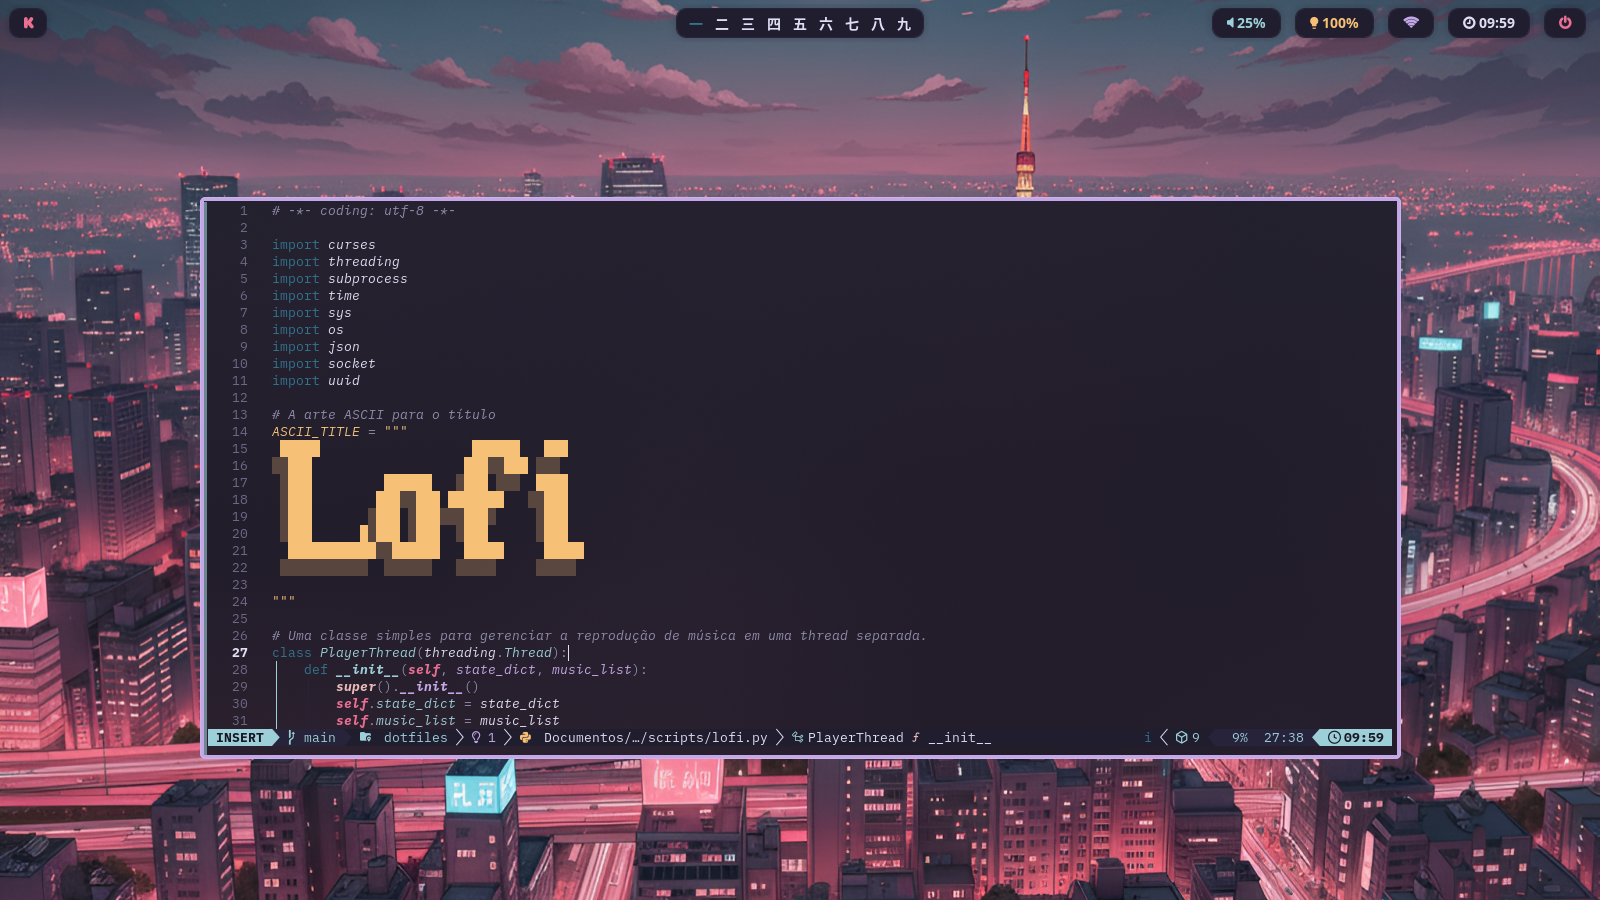 一 二 三 四 五 六 七 八 九
25%
100%
09:59
1 # -*- coding: utf-8 -*-
2
3 import curses
4 import threading
5 import subprocess
6 import time
7 import sys
8 import os
9 import json
10 import socket
11 import uuid
12
13 # A arte ASCII para o título
14 ASCII_TITLE = """
15
16
17
18
19
20
21
22
Lofi
23
24 """
25
26 # Uma classe simples para gerenciar a reprodução de música em uma thread separada.
27 class PlayerThread(threading.Thread):
28 def __init__(self, state_dict, music_list):
29 super().__init__()
30 self.state_dict = state_dict
31 self.music_list = music_list
INSERT main dotfiles 1 Documentos/…/scripts/lofi.py PlayerThread f __init__ i 9 9% 27:38 09:59